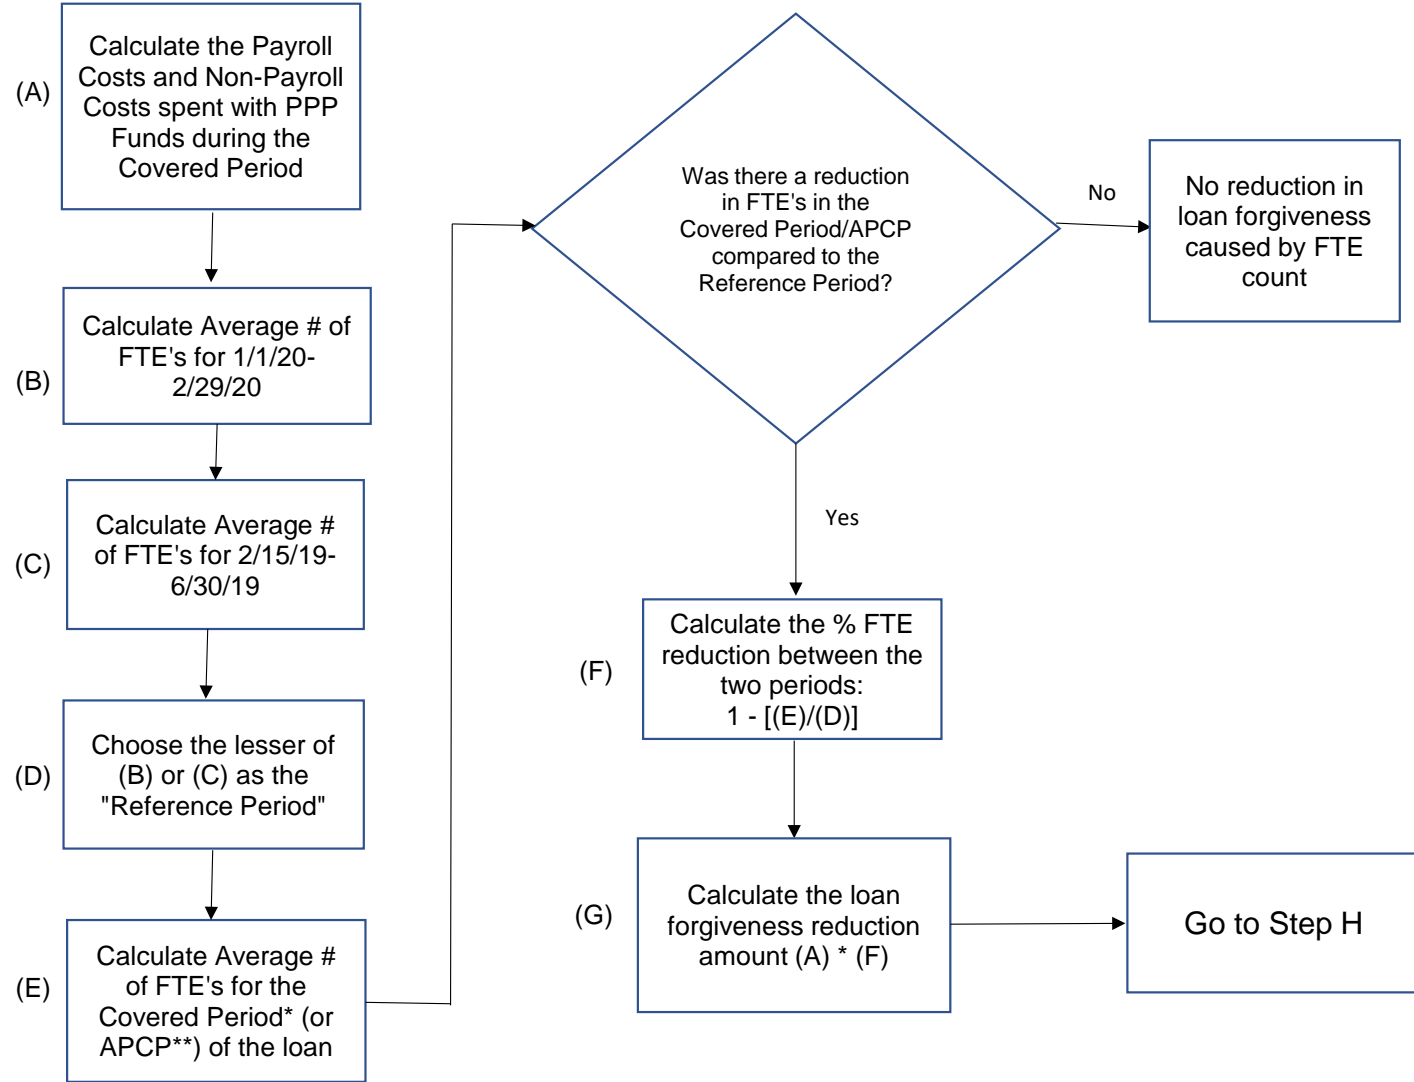 (A)
Calculate the Payroll
Costs and Non-Payroll
Costs spent with PPP
Funds during the
Covered Period
(B)
Calculate Average # of
FTE's for 1/1/20-
2/29/20
(C)
Calculate Average #
of FTE's for 2/15/19-
6/30/19
(D)
Choose the lesser of
(B) or (C) as the
"Reference Period"
(E)
Calculate Average #
of FTE's for the
Covered Period* (or
APCP**) of the loan
Was there a reduction
in FTE's in the
Covered Period/APCP
compared to the
Reference Period?
No
No reduction in
loan forgiveness
caused by FTE
count
Yes
(F)
Calculate the % FTE
reduction between the
two periods:
1 - [(E)/(D)]
(G)
Calculate the loan
forgiveness reduction
amount (A) * (F)
Go to Step H